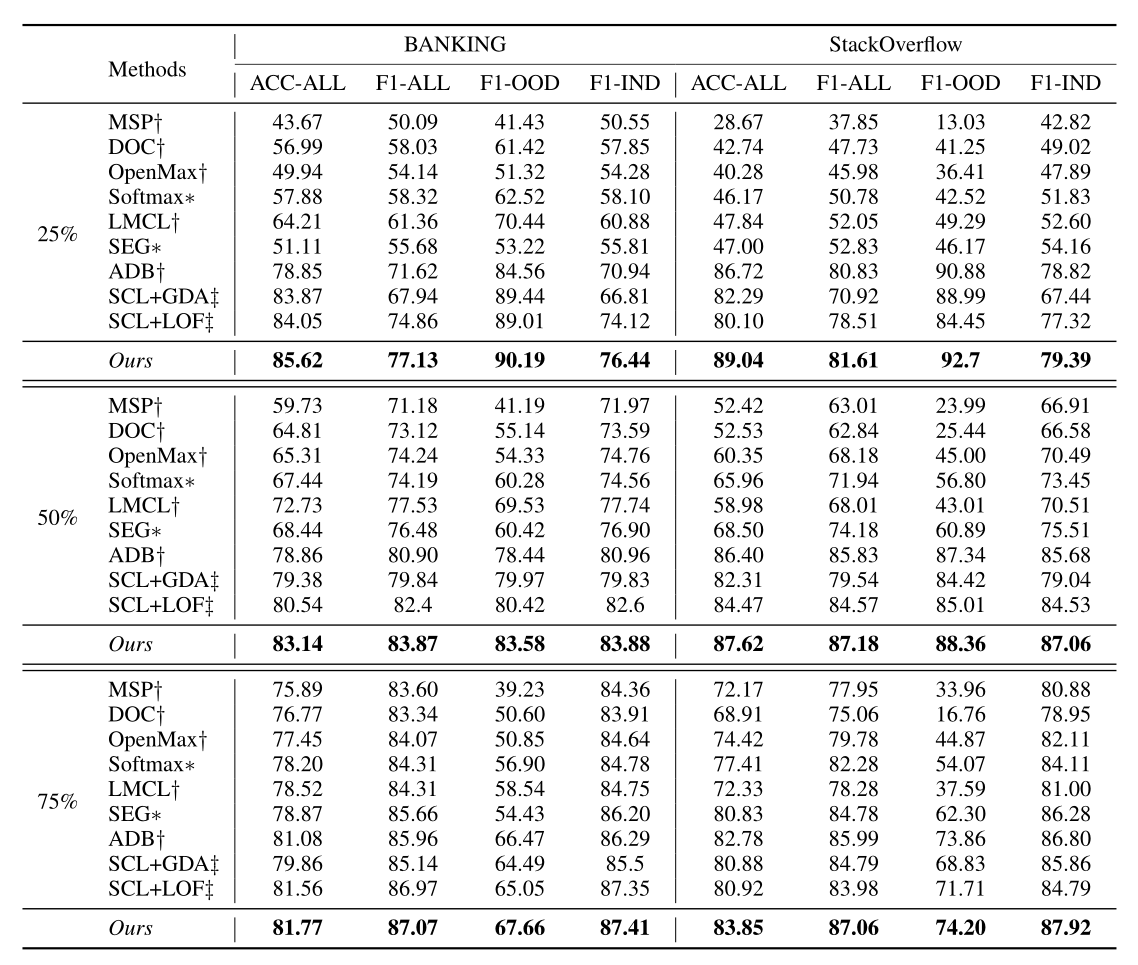 BANKING StackOverflow
Methods
ACC-ALL F1-ALL F1-OOD F1-IND ACC-ALL F1-ALL F1-OOD F1-IND
MSP† 43.67 50.09 41.43 50.55 28.67 37.85 13.03 42.82
DOC† 56.99 58.03 61.42 57.85 42.74 47.73 41.25 49.02
OpenMax† 49.94 54.14 51.32 54.28 40.28 45.98 36.41 47.89
Softmax∗ 57.88 58.32 62.52 58.10 46.17 50.78 42.52 51.83
LMCL† 64.21 61.36 70.44 60.88 47.84 52.05 49.29 52.60
25%
SEG∗ 51.11 55.68 53.22 55.81 47.00 52.83 46.17 54.16
ADB† 78.85 71.62 84.56 70.94 86.72 80.83 90.88 78.82
SCL+GDA‡ 83.87 67.94 89.44 66.81 82.29 70.92 88.99 67.44
SCL+LOF‡ 84.05 74.86 89.01 74.12 80.10 78.51 84.45 77.32
Ours 85.62 77.13 90.19 76.44 89.04 81.61 92.7 79.39
MSP† 59.73 71.18 41.19 71.97 52.42 63.01 23.99 66.91
DOC† 64.81 73.12 55.14 73.59 52.53 62.84 25.44 66.58
OpenMax† 65.31 74.24 54.33 74.76 60.35 68.18 45.00 70.49
Softmax∗ 67.44 74.19 60.28 74.56 65.96 71.94 56.80 73.45
LMCL† 72.73 77.53 69.53 77.74 58.98 68.01 43.01 70.51
50%
SEG∗ 68.44 76.48 60.42 76.90 68.50 74.18 60.89 75.51
ADB† 78.86 80.90 78.44 80.96 86.40 85.83 87.34 85.68
SCL+GDA‡ 79.38 79.84 79.97 79.83 82.31 79.54 84.42 79.04
SCL+LOF‡ 80.54 82.4 80.42 82.6 84.47 84.57 85.01 84.53
Ours 83.14 83.87 83.58 83.88 87.62 87.18 88.36 87.06
MSP† 75.89 83.60 39.23 84.36 72.17 77.95 33.96 80.88
DOC† 76.77 83.34 50.60 83.91 68.91 75.06 16.76 78.95
OpenMax† 77.45 84.07 50.85 84.64 74.42 79.78 44.87 82.11
Softmax∗ 78.20 84.31 56.90 84.78 77.41 82.28 54.07 84.11
LMCL† 78.52 84.31 58.54 84.75 72.33 78.28 37.59 81.00
75%
SEG∗ 78.87 85.66 54.43 86.20 80.83 84.78 62.30 86.28
ADB† 81.08 85.96 66.47 86.29 82.78 85.99 73.86 86.80
SCL+GDA‡ 79.86 85.14 64.49 85.5 80.88 84.79 68.83 85.86
SCL+LOF‡ 81.56 86.97 65.05 87.35 80.92 83.98 71.71 84.79
Ours 81.77 87.07 67.66 87.41 83.85 87.06 74.20 87.92